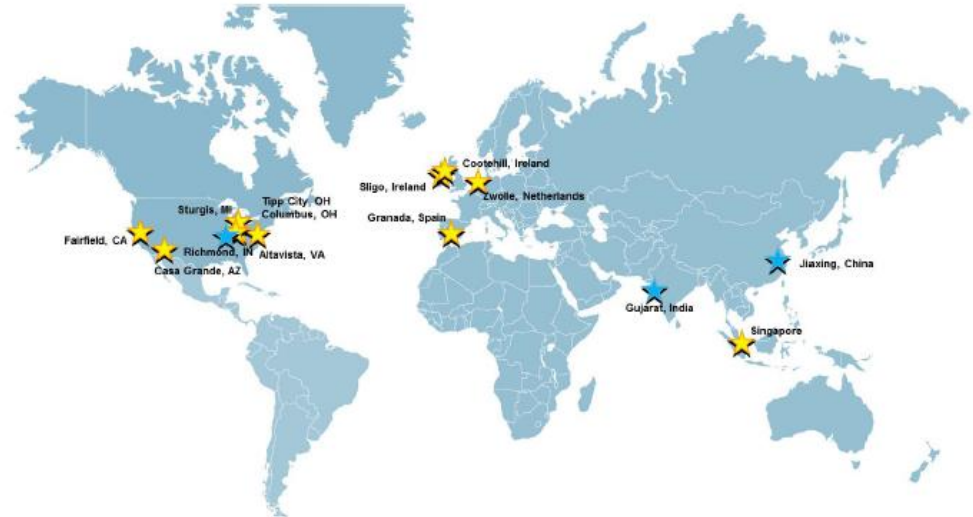 Cootehill, Ireland
Sligo, Ireland
Zwolle, Netherlands
Tipp City, OH
Sturgis, MI
Columbus, OH
Granada, Spain
Fairfield, CA
Richmond, IN
Altavista, VA
Casa Grande, AZ
Jiaxing, China
Gujarat, India
Singapore